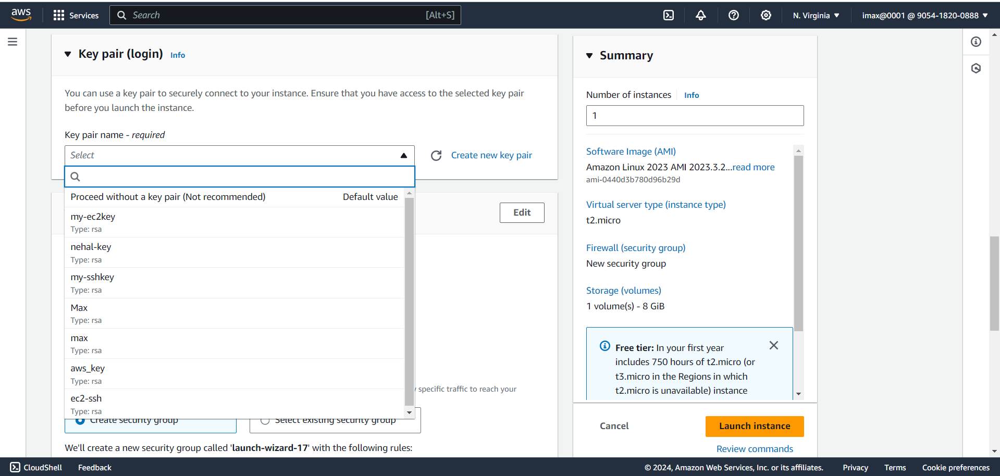 aws
Services
Search [Alt+S]
N. Virginia
imax@0001 @ 9054-1820-0888
Key pair (login) Info
You can use a key pair to securely connect to your instance. Ensure that you have access to the selected key pair
before you launch the instance.
Key pair name - required
Select
Create new key pair
Proceed without a key pair (Not recommended) Default value
my-ec2key
Type: rsa
nehal-key
Type: rsa
my-sshkey
Type: rsa
Max
Type: rsa
max
Type: rsa
aws_key
Type: rsa
ec2-ssh
Type: rsa
Edit
specific traffic to reach your
Create security group
Select existing security group
We'll create a new security group called 'launch-wizard-17' with the following rules:
Summary
Number of instances Info
1
Software Image (AMI)
Amazon Linux 2023 AMI 2023.3.2...read more
ami-0440d3b780d96b29d
Virtual server type (instance type)
t2.micro
Firewall (security group)
New security group
Storage (volumes)
1 volume(s) - 8 GiB
Free tier: In your first year
includes 750 hours of t2.micro (or
t3.micro in the Regions in which
t2.micro is unavailable) instance
Cancel
Launch instance
Review commands
CloudShell
Feedback
© 2024, Amazon Web Services, Inc. or its affiliates.
Privacy
Terms
Cookie preferences